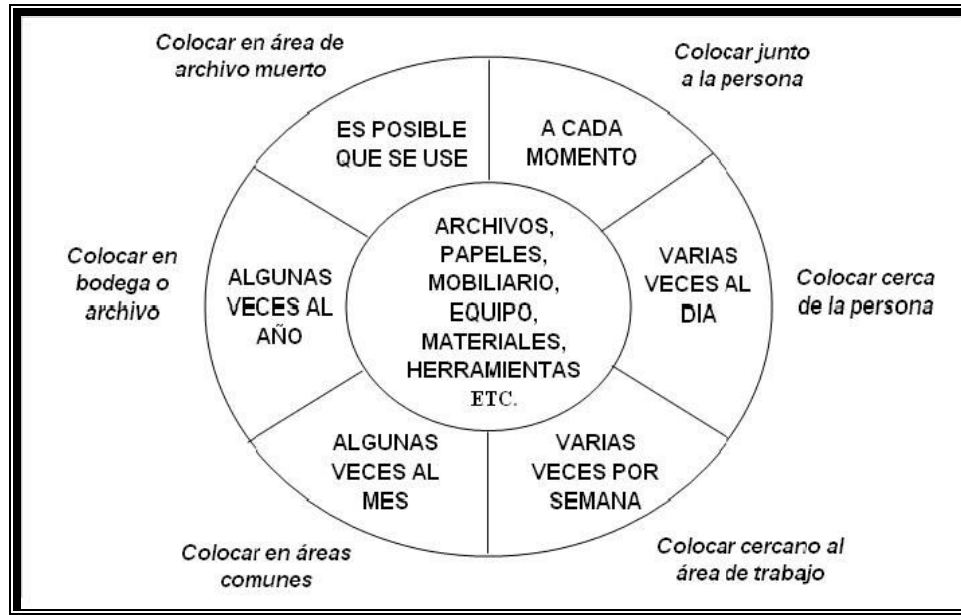 Colocar en área de
archivo muerto
Colocar junto
a la persona
ES POSIBLE
QUE SE USE
A CADA
MOMENTO
ARCHIVOS,
PAPELES,
MOBILIARIO,
EQUIPO,
MATERIALES,
HERRAMIENTAS
ETC.
VARIAS
VECES AL
DIA
Colocar cerca
de la persona
VARIAS
VECES POR
SEMANA
Colocar cercano al
área de trabajo
ALGUNAS
VECES AL
MES
Colocar en áreas
comunes
ALGUNAS
VECES AL
AÑO
Colocar en
bodega o
archivo